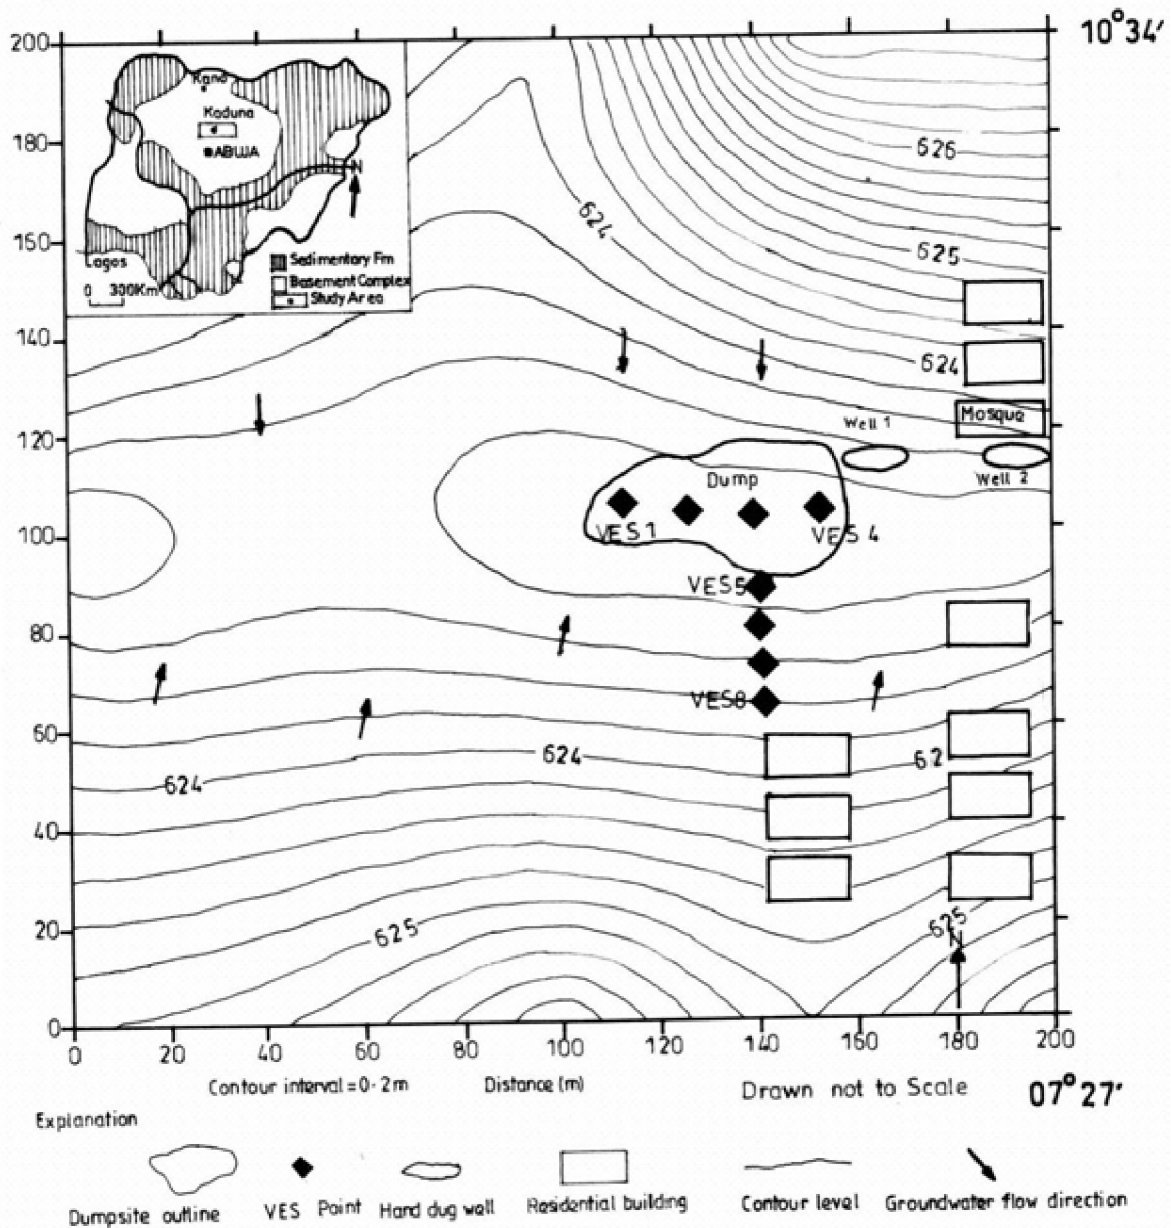 10°34′
200
180
150
140
120
100
80
60
40
20
0
0 20 40 60 80 100 120 140 160 180 200
Kano
Kaduna
ABUJA
N
Lagos
0 300Km
Sedimentary Fm
Basement Complex
Study Area
626
625
624
624
Mosque
Well 1
Well 2
Dump
VES 1
VES 4
VES5
VES8
624
624
62
625
625
N
Contour interval = 0·2m
Distance (m)
Drawn not to Scale
07°27′
Explanation
Dumpsite outline
VES Point
Hand dug well
Residential building
Contour level
Groundwater flow direction